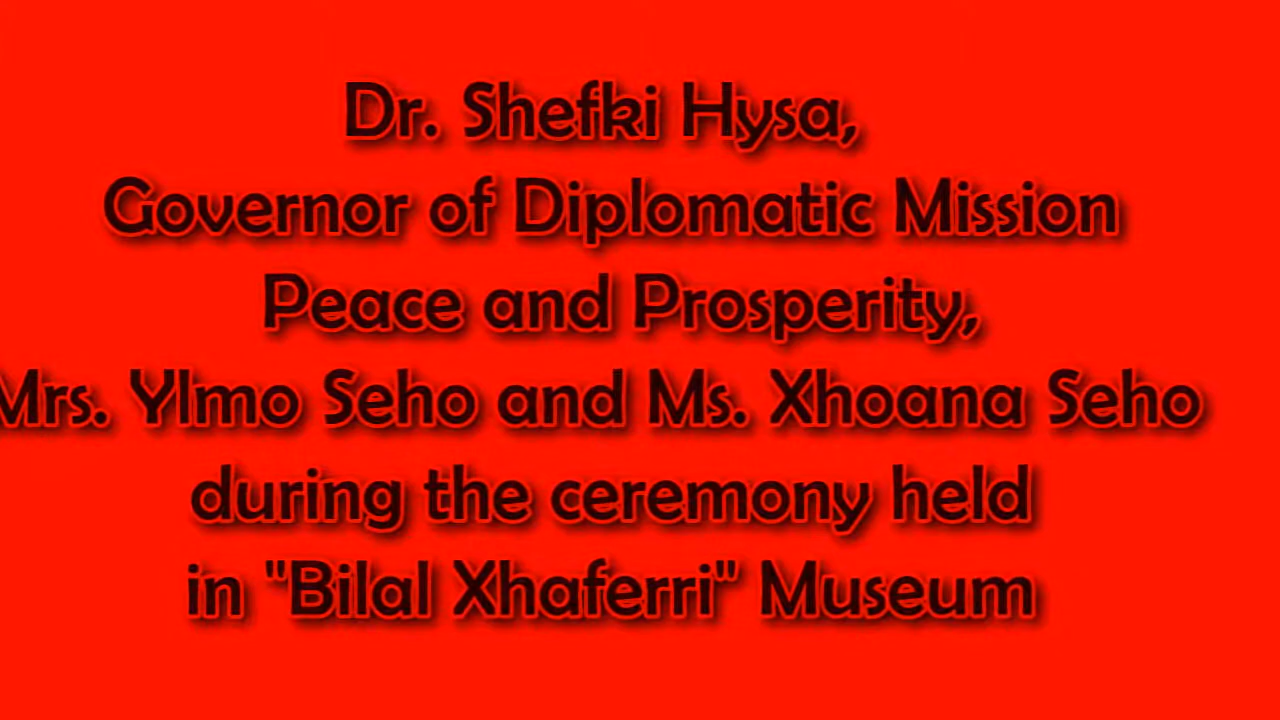 Dr. Shefki Hysa,
Governor of Diplomatic Mission
Peace and Prosperity,
Mrs. Ylmo Seho and Ms. Xhoana Seho
during the ceremony held
in "Bilal Xhaferri" Museum